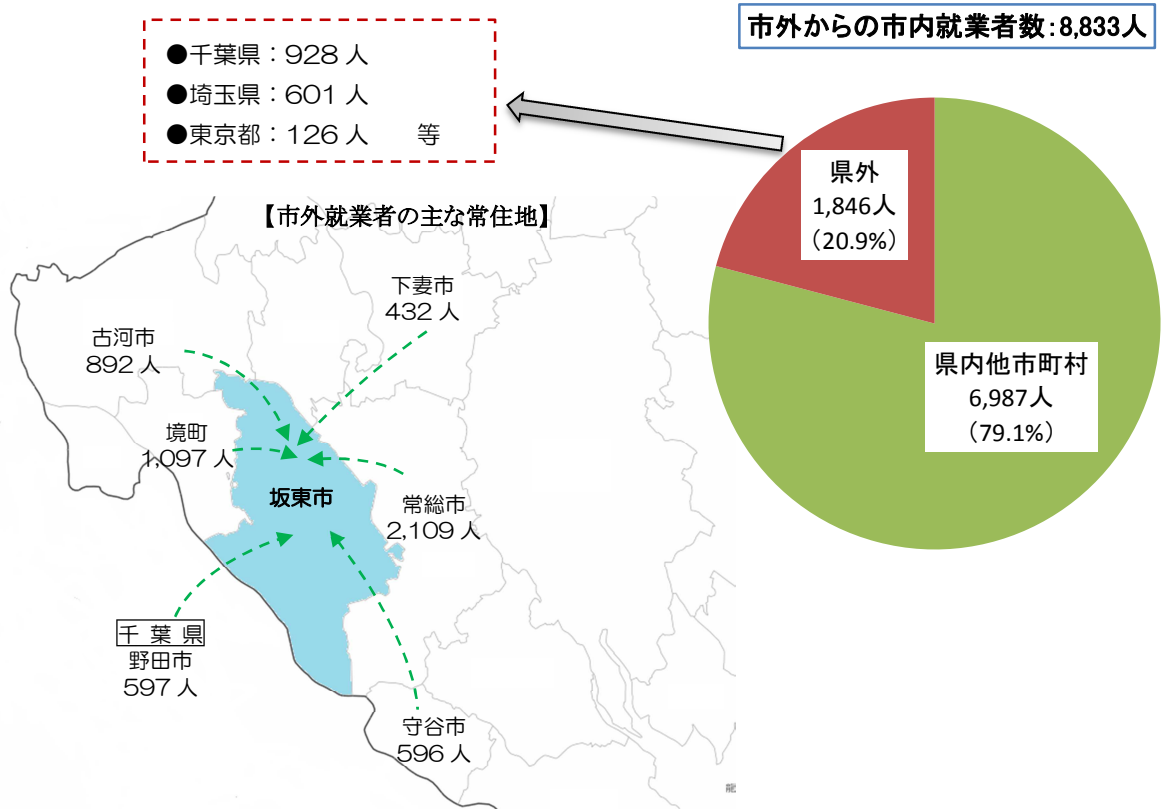 市外からの市内就業者数:8,833人
●千葉県：928 人
●埼玉県：601 人
●東京都：126 人　　等
県外
1,846人
（20.9%）
県内他市町村
6,987人
（79.1%）
【市外就業者の主な常住地】
下妻市
432 人
古河市
892 人
境町
1,097 人
坂東市
常総市
2,109 人
千 葉 県
野田市
597 人
守谷市
596 人